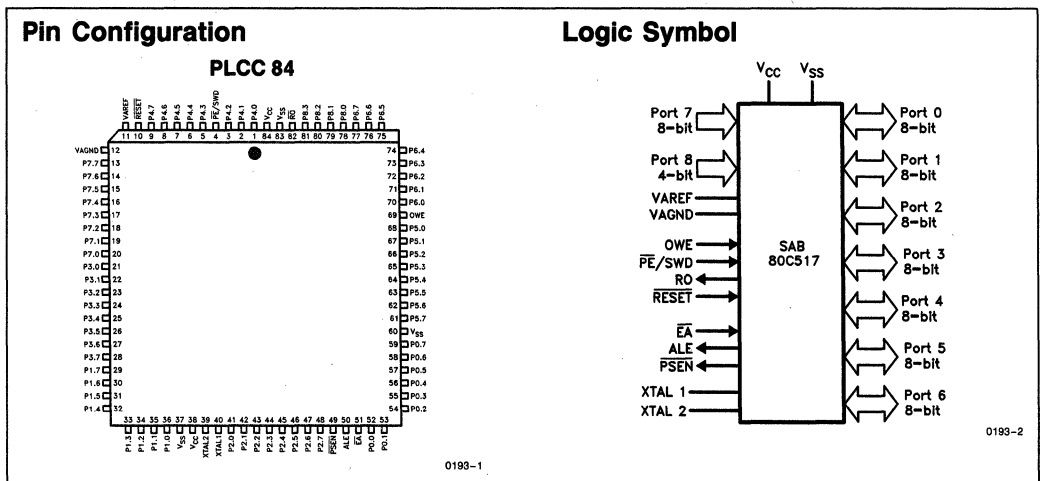 Pin Configuration
PLCC 84
VAREF
RESET
P4.7
P4.6
P4.5
P4.4
P4.3
PE/SWD
P4.2
P4.1
P4.0
VCC
VSS
RO
P8.3
P8.2
P8.1
P8.0
P6.7
P6.6
P6.5
11 10 9 8 7 6 5 4 3 2 1 84 83 82 81 80 79 78 77 76 75
VAGND 12
P7.7 13
P7.6 14
P7.5 15
P7.4 16
P7.3 17
P7.2 18
P7.1 19
P7.0 20
P3.0 21
P3.1 22
P3.2 23
P3.3 24
P3.4 25
P3.5 26
P3.6 27
P3.7 28
P1.7 29
P1.6 30
P1.5 31
P1.4 32
74 P6.4
73 P6.3
72 P6.2
71 P6.1
70 P6.0
69 OWE
68 P5.0
67 P5.1
66 P5.2
65 P5.3
64 P5.4
63 P5.5
62 P5.6
61 P5.7
60 VSS
59 P0.7
58 P0.6
57 P0.5
56 P0.4
55 P0.3
54 P0.2
33 34 35 36 37 38 39 40 41 42 43 44 45 46 47 48 49 50 51 52 53
P1.3
P1.2
P1.1
P1.0
VSS
VCC
XTAL2
XTAL1
P2.0
P2.1
P2.2
P2.3
P2.4
P2.5
P2.6
P2.7
PSEN
ALE
EA
P0.0
P0.1
0193-1
Logic Symbol
VCC VSS
Port 7
8-bit
Port 8
4-bit
VAREF
VAGND
OWE
PE/SWD
RO
RESET
EA
ALE
PSEN
XTAL 1
XTAL 2
SAB
80C517
Port 0
8-bit
Port 1
8-bit
Port 2
8-bit
Port 3
8-bit
Port 4
8-bit
Port 5
8-bit
Port 6
8-bit
0193-2